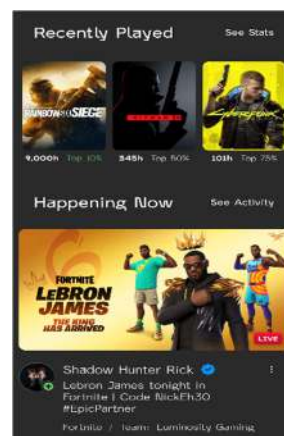 Recently Played See Stats
RAINBOW SIX SIEGE
HITMAN
CYBERPUNK
9,000h Top 10% 545h Top 50% 101h Top 75%
Happening Now See Activity
FORTNITE
LEBRON
JAMES
THE KING
HAS ARRIVED
LIVE
Shadow Hunter Rick
Lebron James tonight in
Fortnite | Code NickEh30
#EpicPartner
Fortnite / Team: Luminosity Gaming